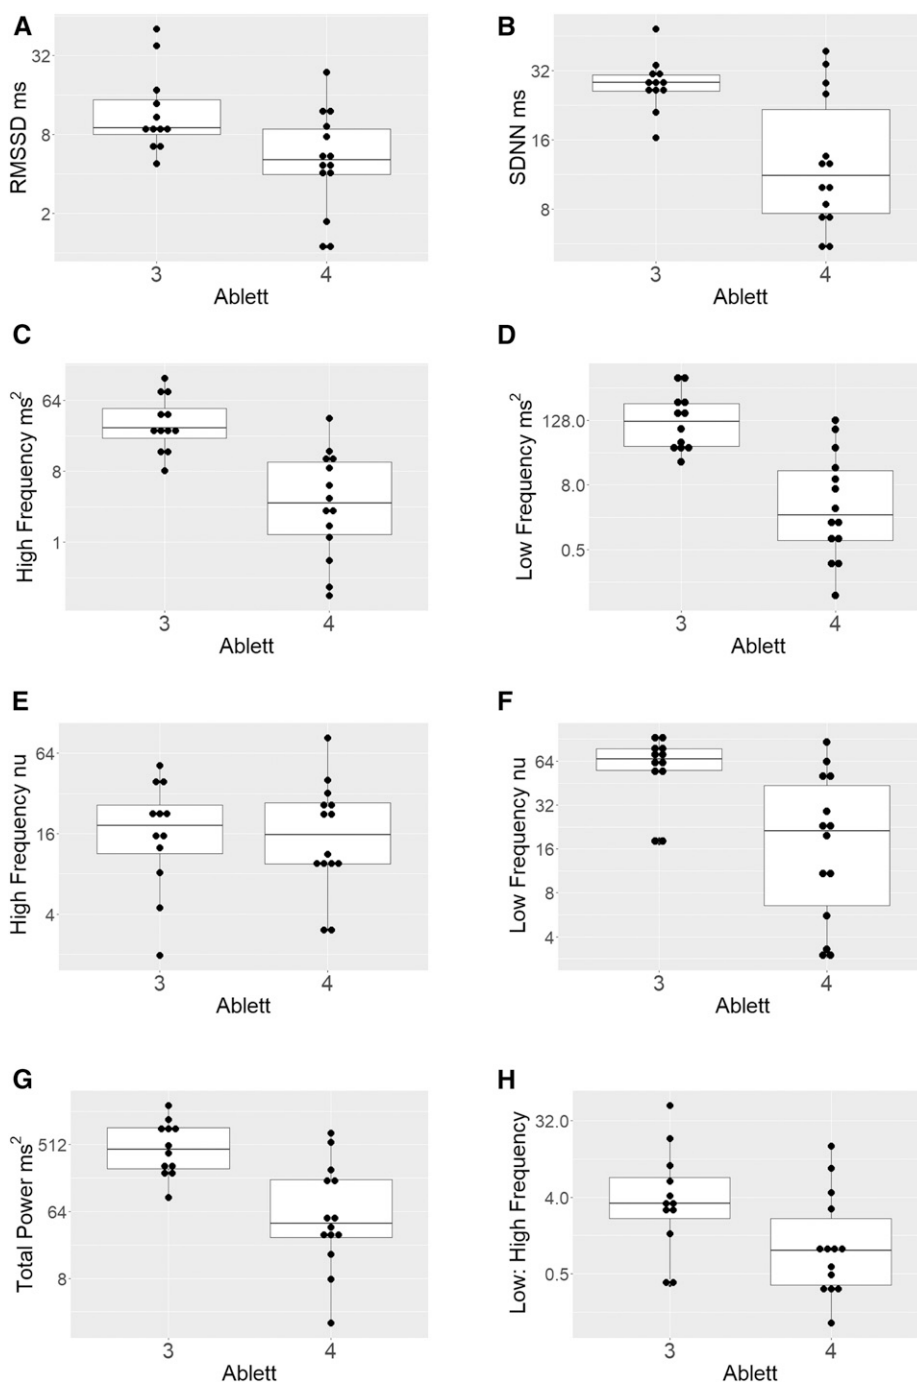 A
RMSSD ms
32
8
2
3
4
Ablett
B
SDNN ms
32
16
8
3
4
Ablett
C
High Frequency ms²
64
8
1
3
4
Ablett
D
Low Frequency ms²
128.0
8.0
0.5
3
4
Ablett
E
High Frequency nu
64
16
4
3
4
Ablett
F
Low Frequency nu
64
32
16
8
4
3
4
Ablett
G
Total Power ms²
512
64
8
3
4
Ablett
H
Low: High Frequency
32.0
4.0
0.5
3
4
Ablett